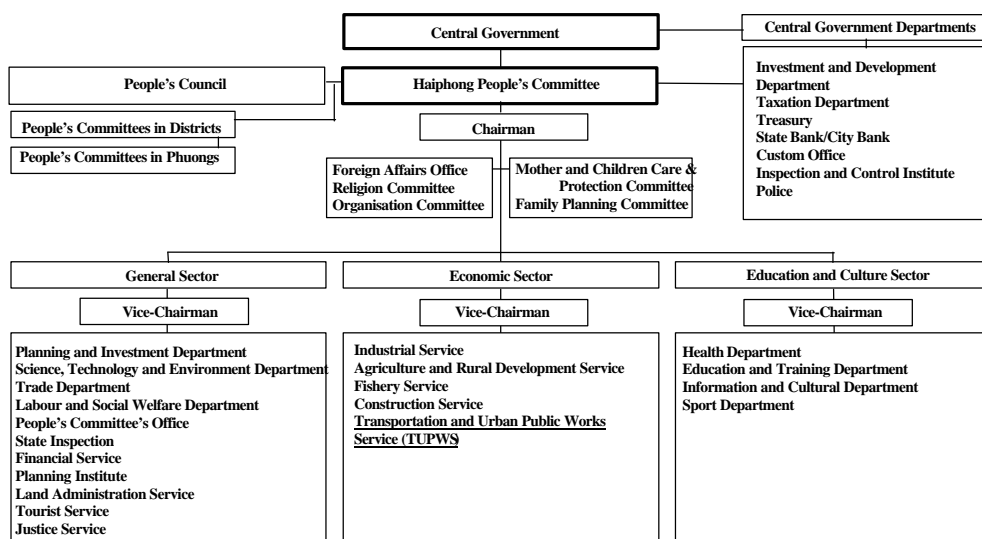 Central Government
Central Government Departments
People's Council
Haiphong People's Committee
Investment and Development
Department
Taxation Department
Treasury
State Bank/City Bank
Custom Office
Inspection and Control Institute
Police
People's Committees in Districts
People's Committees in Phuongs
Chairman
Foreign Affairs Office
Religion Committee
Organisation Committee
Mother and Children Care &
Protection Committee
Family Planning Committee
General Sector
Economic Sector
Education and Culture Sector
Vice-Chairman
Vice-Chairman
Vice-Chairman
Planning and Investment Department
Science, Technology and Environment Department
Trade Department
Labour and Social Welfare Department
People's Committee's Office
State Inspection
Financial Service
Planning Institute
Land Administration Service
Tourist Service
Justice Service
Industrial Service
Agriculture and Rural Development Service
Fishery Service
Construction Service
Transportation and Urban Public Works
Service (TUPWS)
Health Department
Education and Training Department
Information and Cultural Department
Sport Department